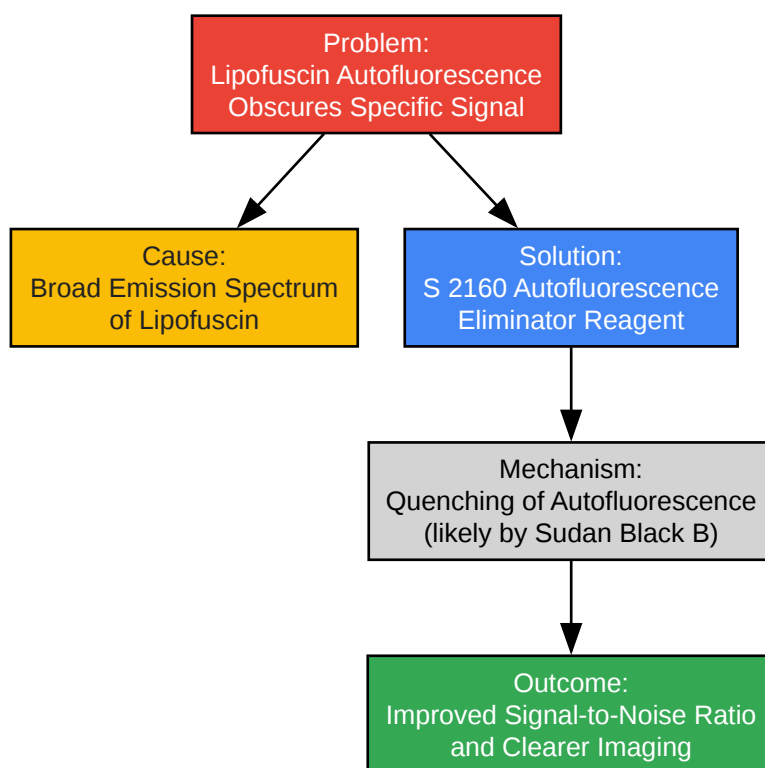 Problem:
Lipofuscin Autofluorescence
Obscures Specific Signal
Cause:
Broad Emission Spectrum
of Lipofuscin
Solution:
S 2160 Autofluorescence
Eliminator Reagent
Mechanism:
Quenching of Autofluorescence
(likely by Sudan Black B)
Outcome:
Improved Signal-to-Noise Ratio
and Clearer Imaging